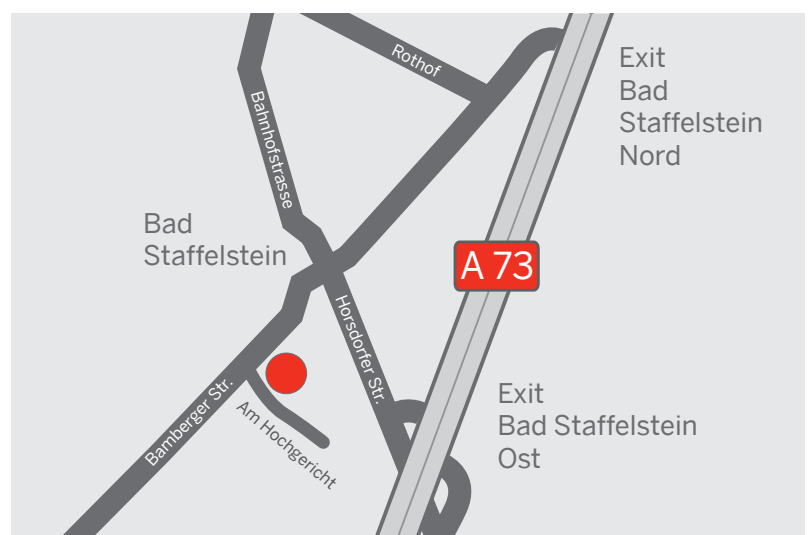 Rothof
Exit
Bad
Staffelstein
Nord
Bahnhofstrasse
Bad
Staffelstein
A 73
Horsdorfer Str.
Bamberger Str.
Am Hochgericht
Exit
Bad Staffelstein
Ost